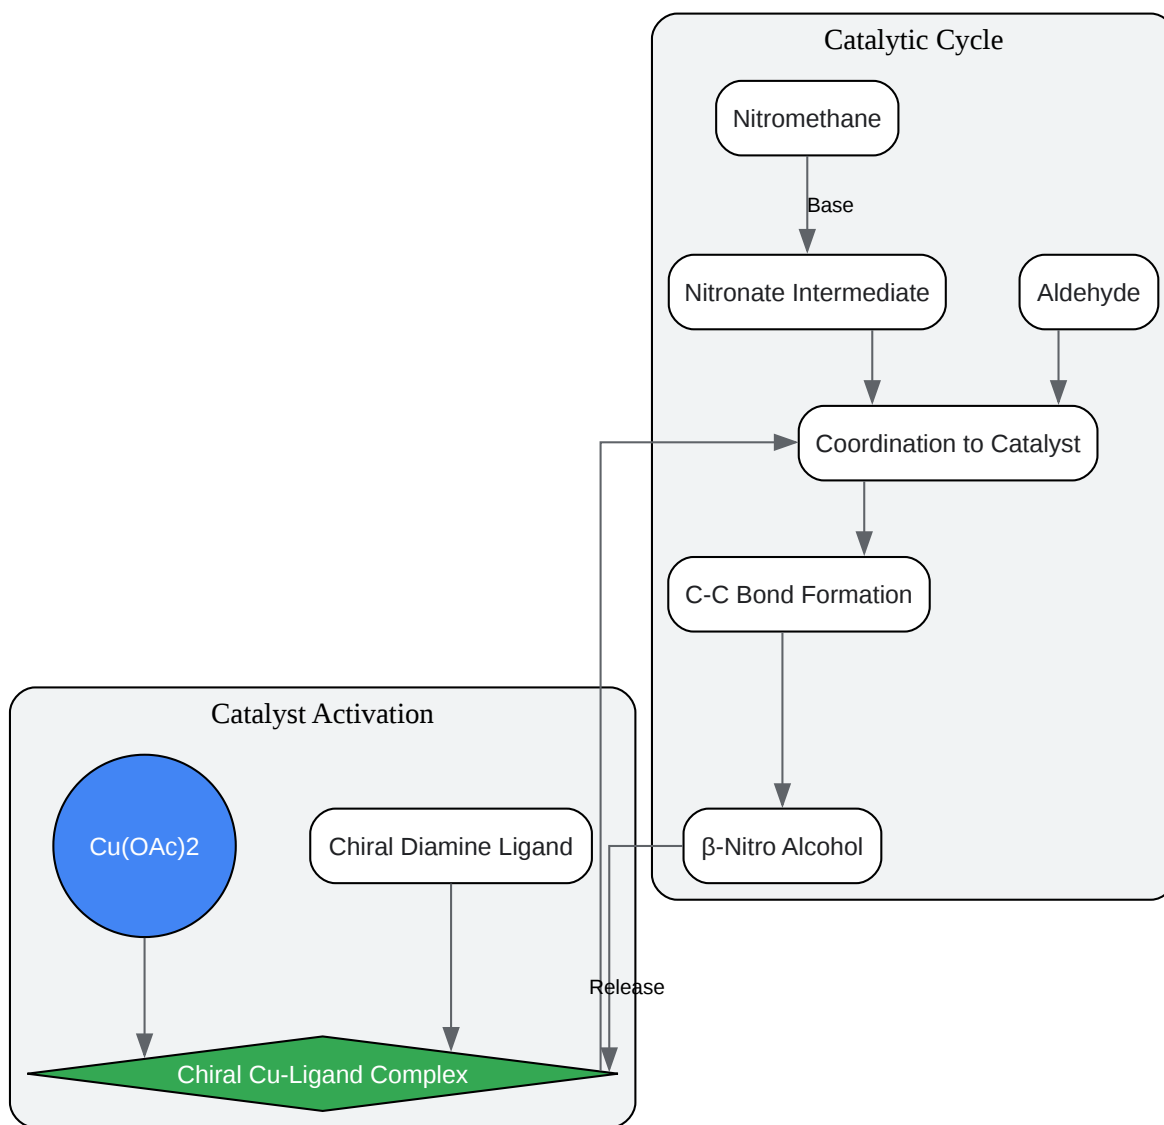 Catalytic Cycle
Nitromethane
Base
Nitronate Intermediate
Aldehyde
Coordination to Catalyst
C-C Bond Formation
Catalyst Activation
Cu(OAc)2
Chiral Diamine Ligand
β-Nitro Alcohol
Release
Chiral Cu-Ligand Complex